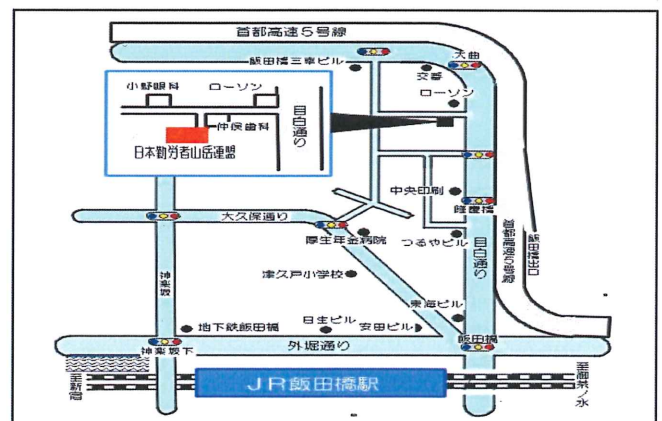 首都高速5号線
大曲
飯田橋三幸ビル
交番
小野眼科
ローソン
ローソン
目白通り
仲俣歯科
日本勤労者山岳連盟
中央印刷
隆慶橋
大久保通り
厚生年金病院
つるやビル
目白通り
首都高速5号線
飯田橋出口
神楽坂
津久戸小学校
東海ビル
地下鉄飯田橋
日生ビル
安田ビル
神楽坂下
外堀通り
飯田橋
至新宿
JR飯田橋駅
至御茶ノ水